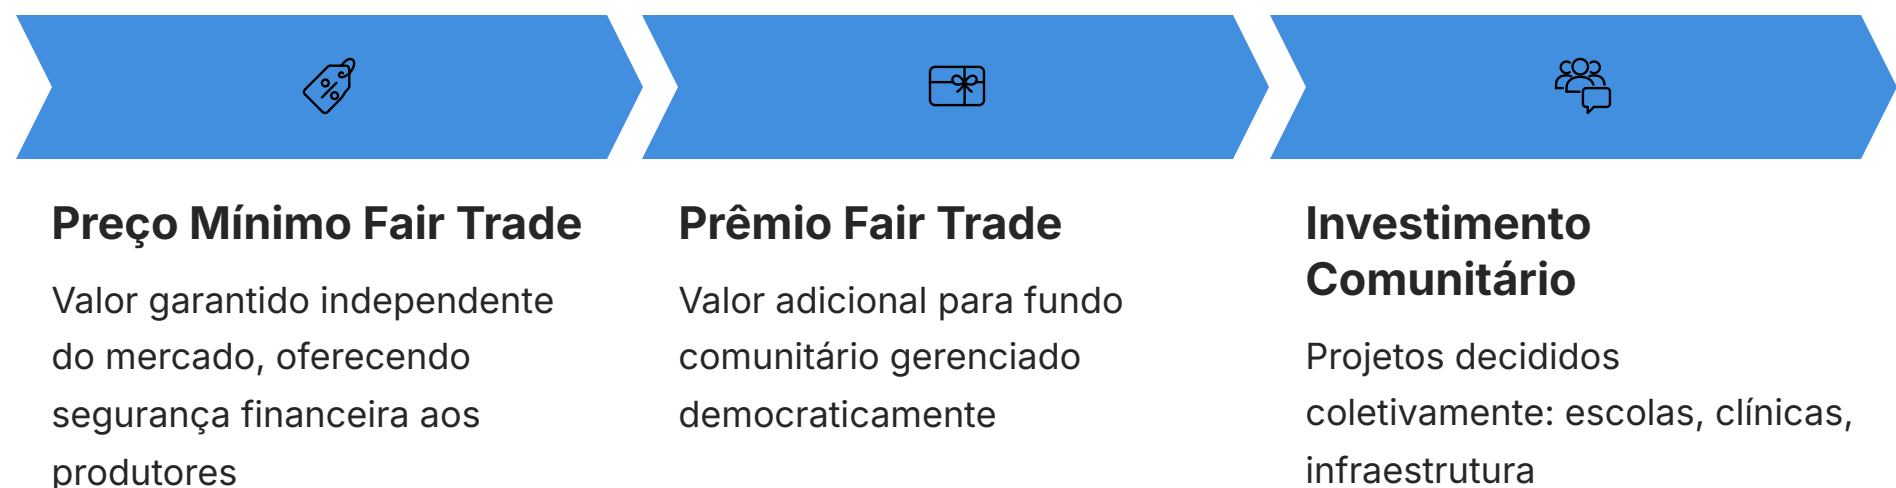 Preço Mínimo Fair Trade
Valor garantido independente
do mercado, oferecendo
segurança financeira aos
produtores
Prêmio Fair Trade
Valor adicional para fundo
comunitário gerenciado
democraticamente
Investimento
Comunitário
Projetos decididos
coletivamente: escolas, clínicas,
infraestrutura